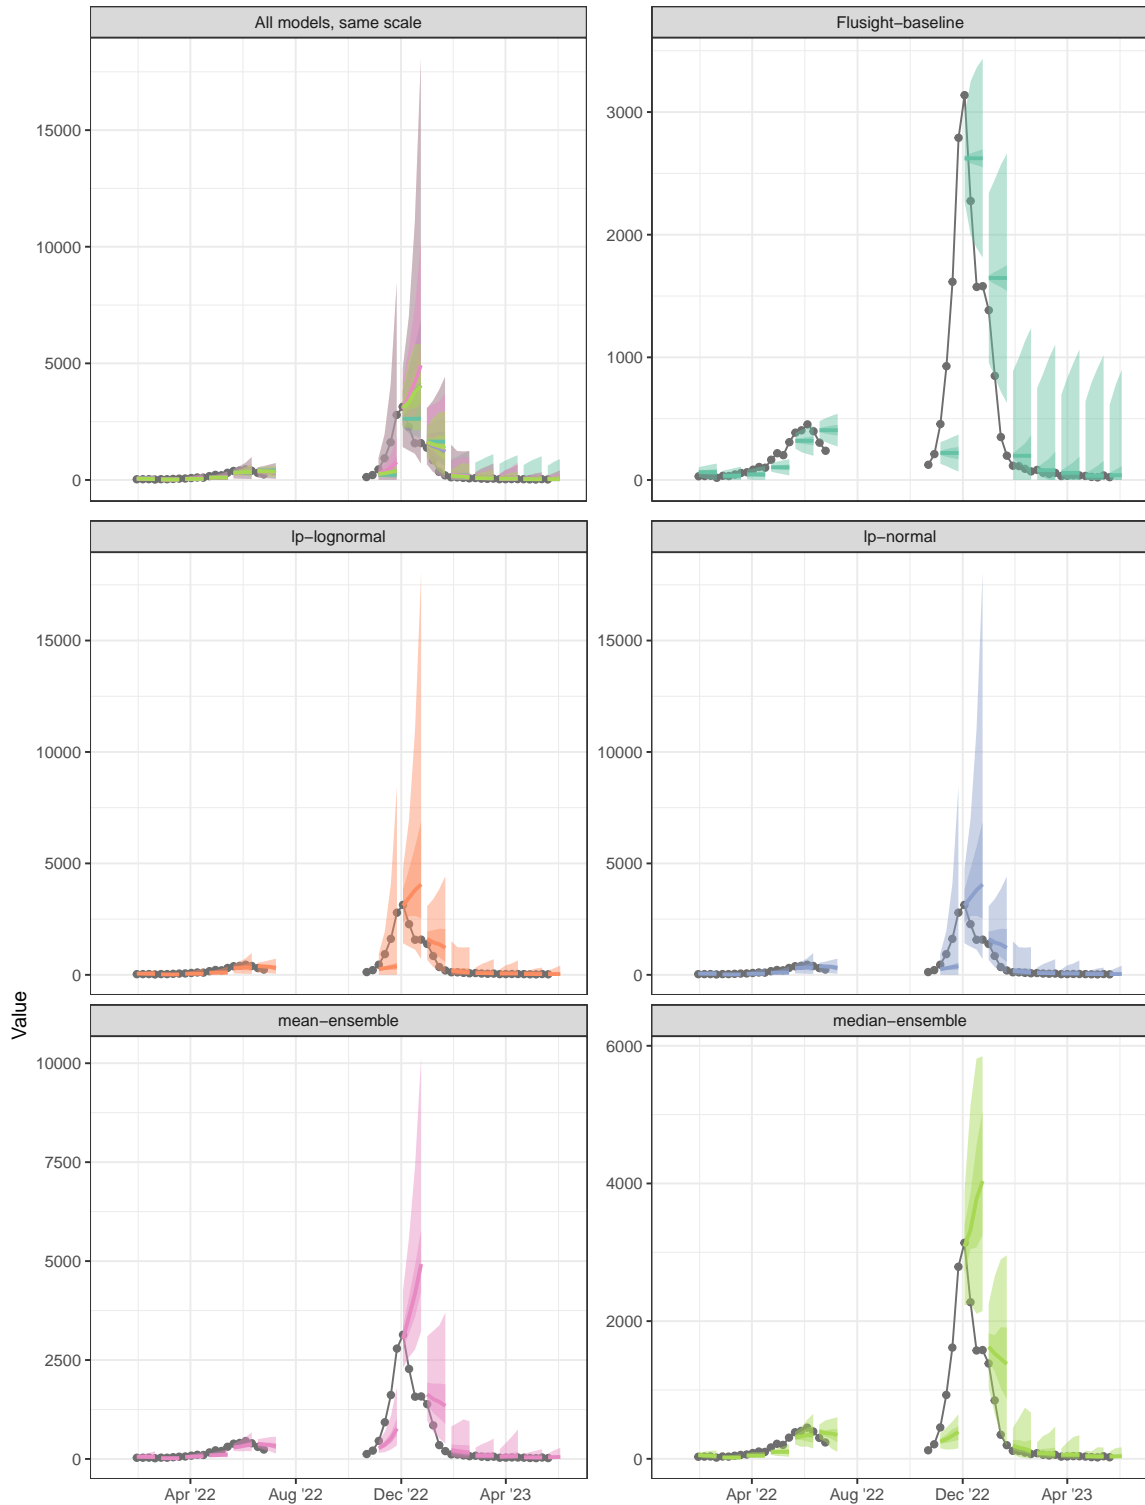 All models, same scale
Flusight−baseline
15000
10000
5000
0
3000
2000
1000
0
lp−lognormal
lp−normal
15000
10000
5000
0
15000
10000
5000
0
Value
mean−ensemble
median−ensemble
10000
7500
5000
2500
0
6000
4000
2000
0
Apr '22 Aug '22 Dec '22 Apr '23
Apr '22 Aug '22 Dec '22 Apr '23